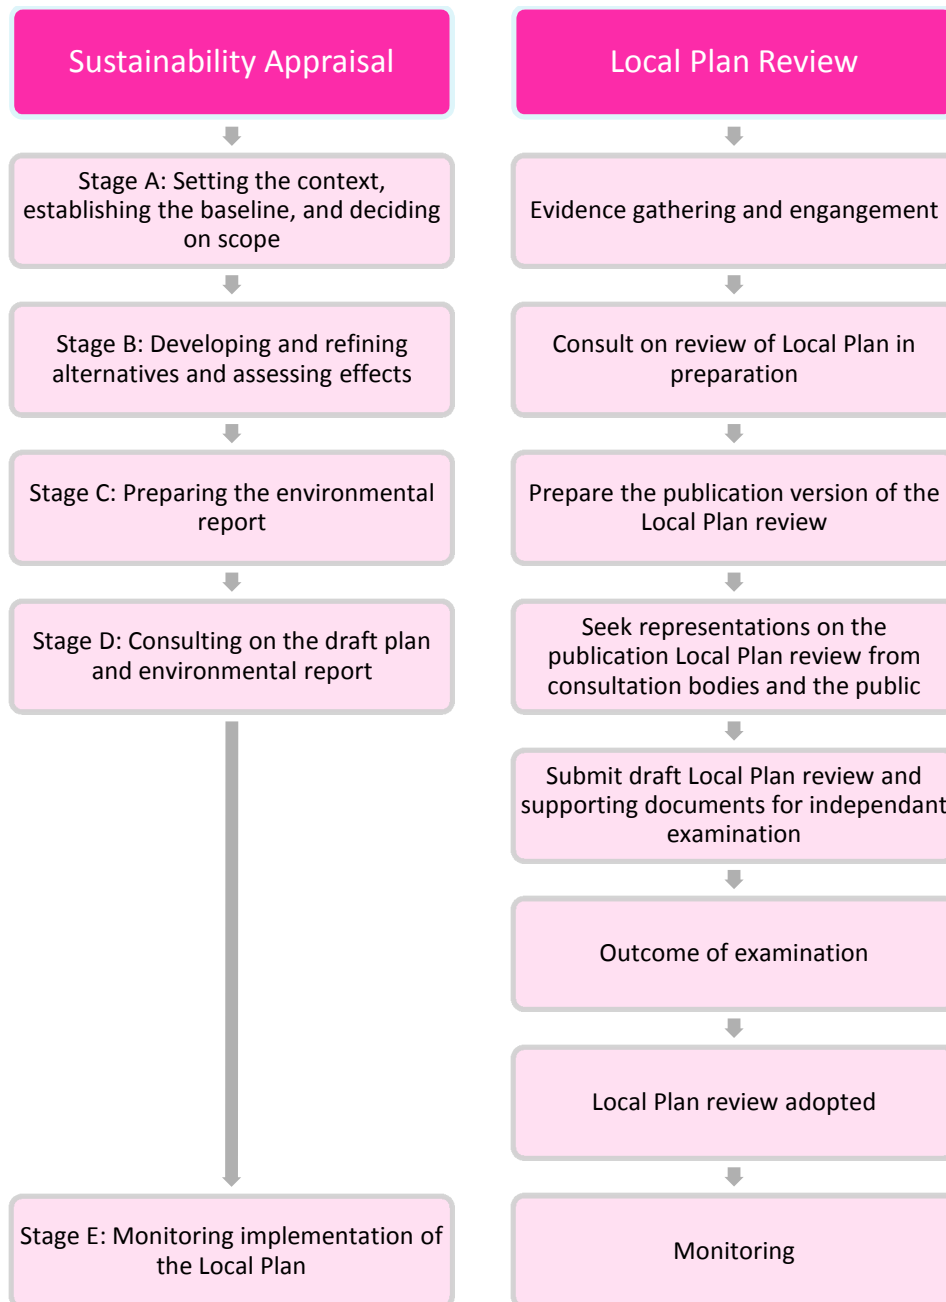 Sustainability Appraisal
Stage A: Setting the context,
establishing the baseline, and deciding
on scope
Stage B: Developing and refining
alternatives and assessing effects
Stage C: Preparing the environmental
report
Stage D: Consulting on the draft plan
and environmental report
Stage E: Monitoring implementation of
the Local Plan
Local Plan Review
Evidence gathering and engangement
Consult on review of Local Plan in
preparation
Prepare the publication version of the
Local Plan review
Seek representations on the
publication Local Plan review from
consultation bodies and the public
Submit draft Local Plan review and
supporting documents for independant
examination
Outcome of examination
Local Plan review adopted
Monitoring